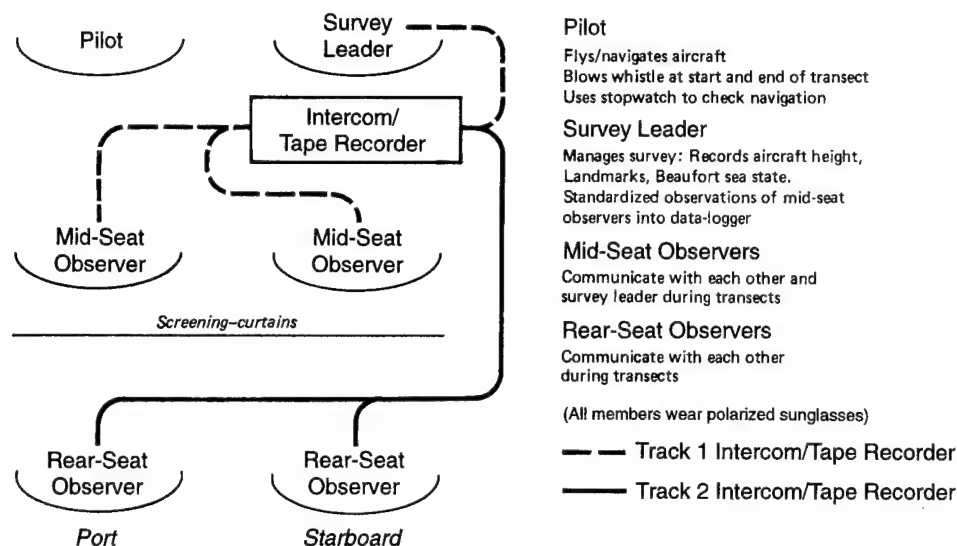 Pilot
Survey
Leader
Intercom/
Tape Recorder
Mid-Seat
Observer
Mid-Seat
Observer
Screening-curtains
Rear-Seat
Observer
Rear-Seat
Observer
Port
Starboard
Pilot
Flys/navigates aircraft
Blows whistle at start and end of transect
Uses stopwatch to check navigation
Survey Leader
Manages survey: Records aircraft height,
Landmarks, Beaufort sea state.
Standardized observations of mid-seat
observers into data-logger
Mid-Seat Observers
Communicate with each other and
survey leader during transects
Rear-Seat Observers
Communicate with each other
during transects
(All members wear polarized sunglasses)
Track 1 Intercom/Tape Recorder
Track 2 Intercom/Tape Recorder